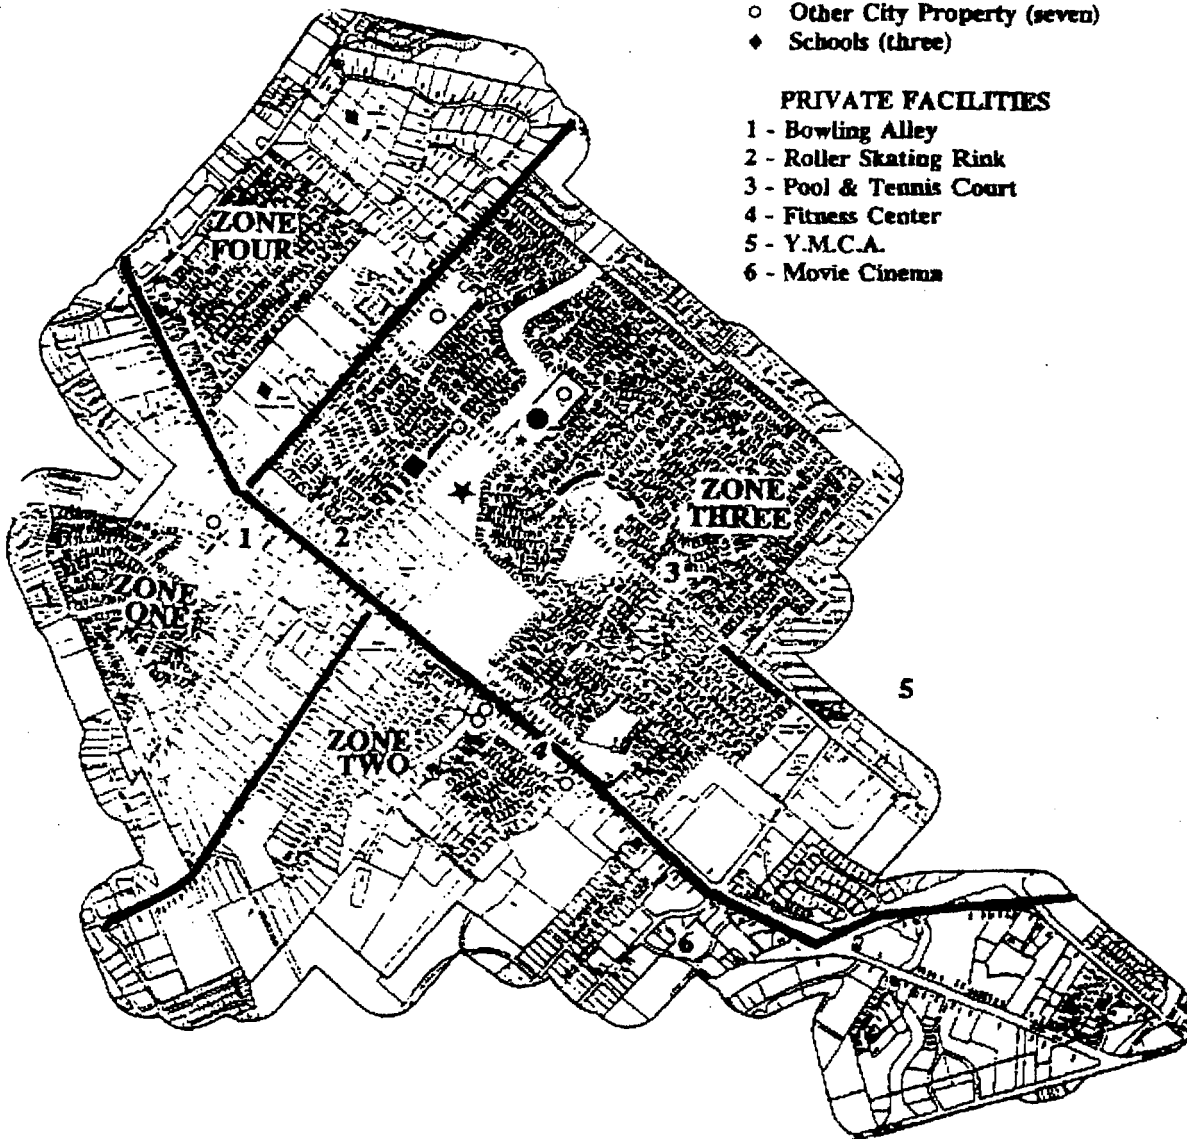 ○ Other City Property (seven)
♦ Schools (three)
PRIVATE FACILITIES
1 - Bowling Alley
2 - Roller Skating Rink
3 - Pool & Tennis Court
4 - Fitness Center
5 - Y.M.C.A.
6 - Movie Cinema
ZONE
FOUR
ZONE
THREE
1
2
3
ZONE
ONE
5
ZONE
TWO
4
6